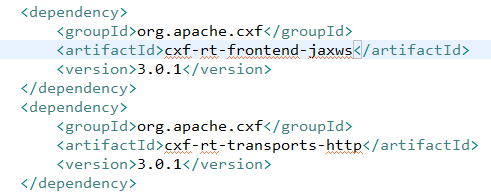 <dependency>
<groupId>org.apache.cxf</groupId>
<artifactId>cxf-rt-frontend-jaxws</artifactId>
<version>3.0.1</version>
</dependency>
<dependency>
<groupId>org.apache.cxf</groupId>
<artifactId>cxf-rt-transports-http</artifactId>
<version>3.0.1</version>
</dependency>